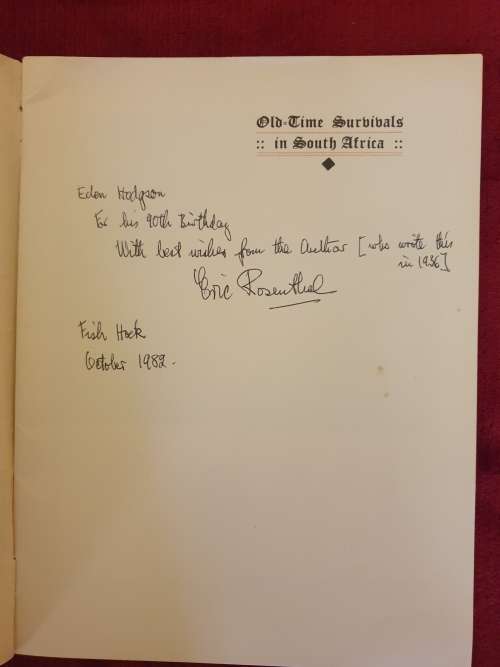 Old-Time Survivals
:: in South Africa ::
Eden Hodgson
For his 90th Birthday
With best wishes from the Author [who wrote this
in 1936]
Eric Rosenthal
Fish Hoek
October 1982.